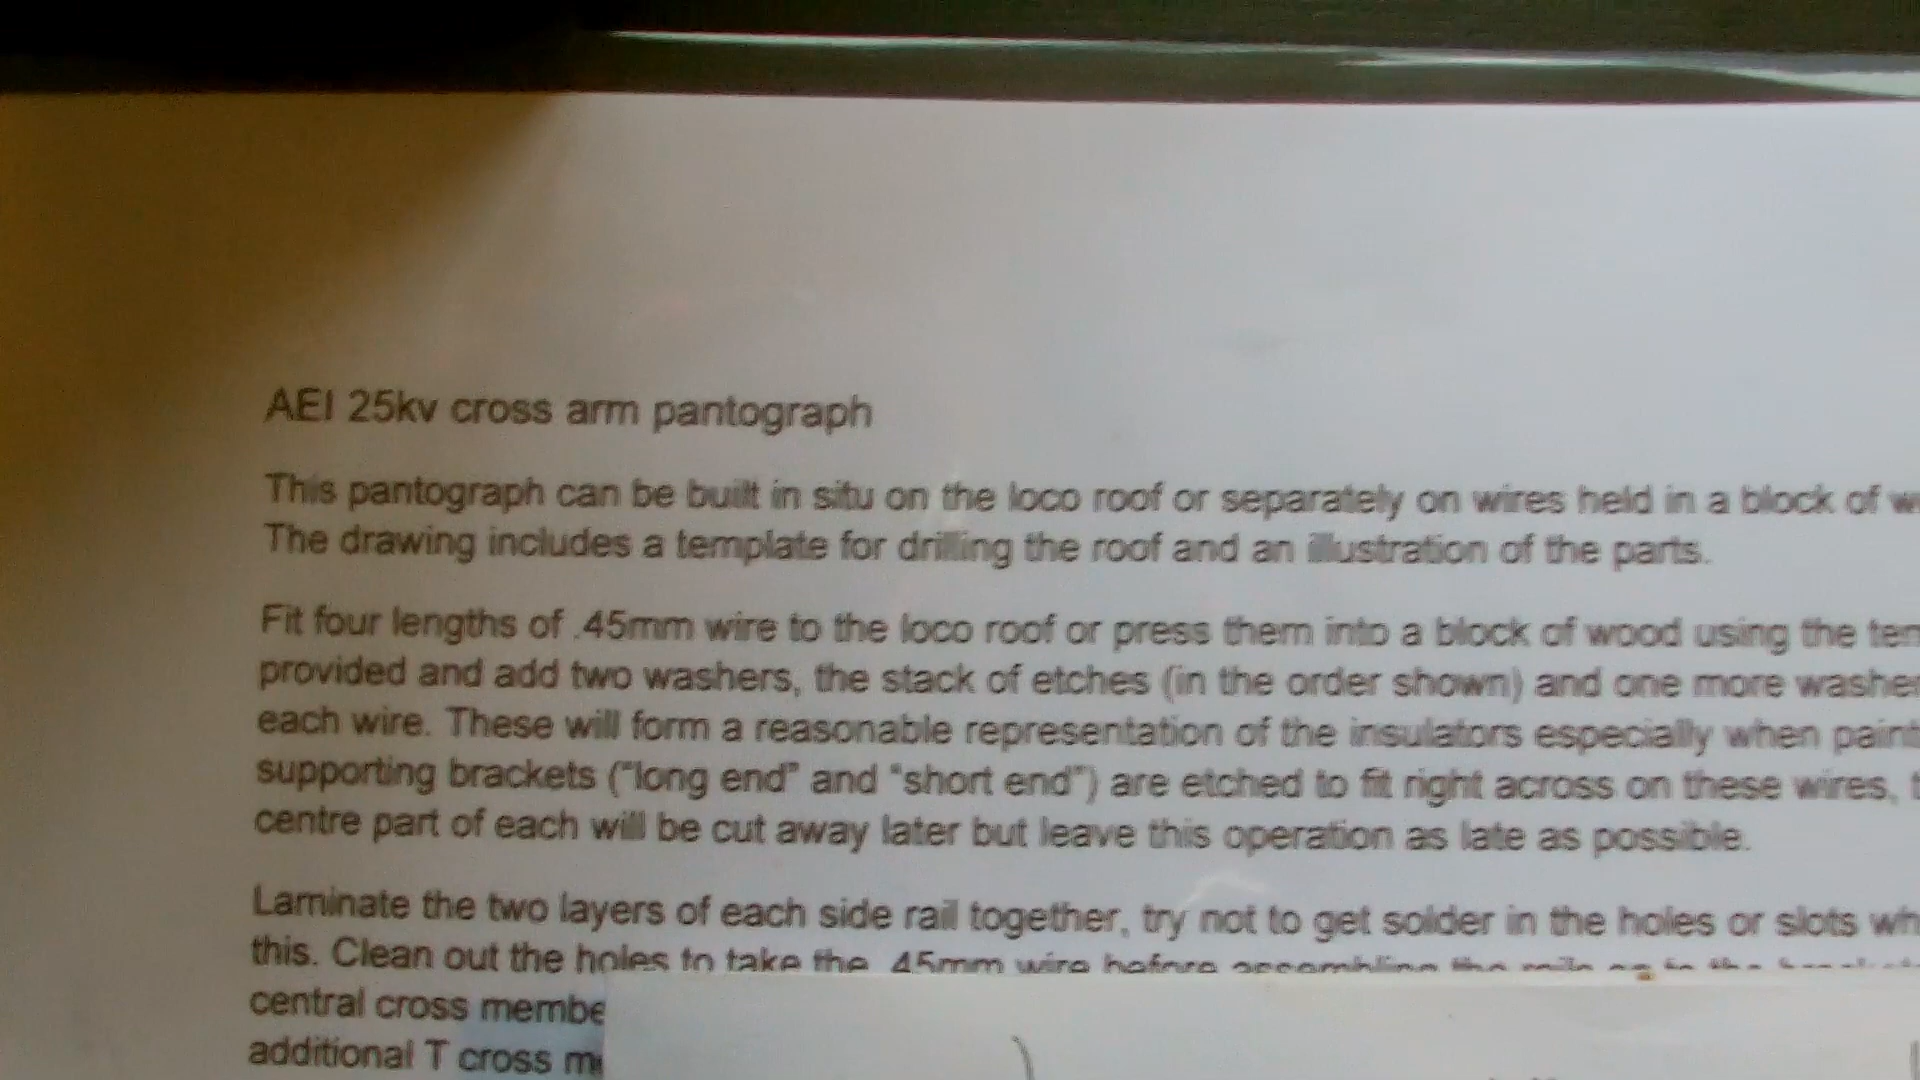 AEI 25kv cross arm pantograph
This pantograph can be built in situ on the loco roof or separately on wires held in a block of
The drawing includes a template for drilling the roof and an illustration of the parts.
Fit four lengths of .45mm wire to the loco roof or press them into a block of wood using the
provided and add two washers, the stack of etches (in the order shown) and one more
each wire. These will form a reasonable representation of the insulators especially when
supporting brackets ("long end" and "short end") are etched to fit right across on these wires,
centre part of each will be cut away later but leave this operation as late as possible.
Laminate the two layers of each side rail together, try not to get solder in the holes or slots
this. Clean out the holes to take the .45mm wire before assembling the
central cross
additional T cross